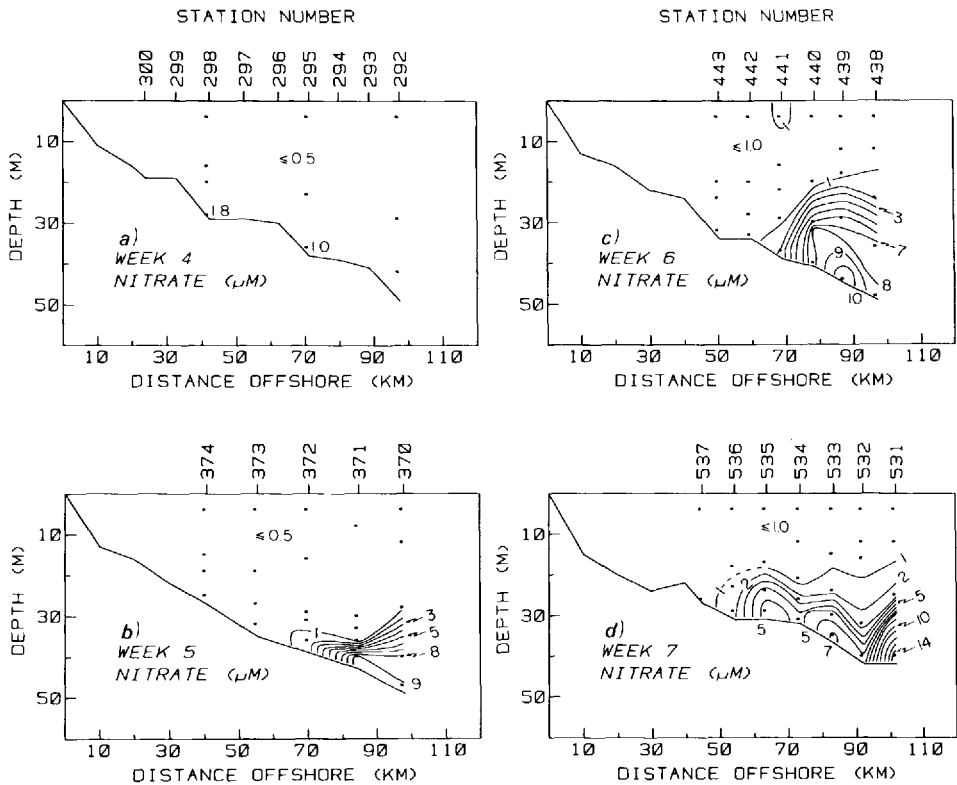 STATION NUMBER
300 299 298 297 296 295 294 293 292
10
30
50
DEPTH (M)
≤0.5
18
10
a)
WEEK 4
NITRATE (μM)
10 30 50 70 90 110
DISTANCE OFFSHORE (KM)
STATION NUMBER
443 442 441 440 439 438
10
30
50
DEPTH (M)
≤1.0
1
3
7
9
8
10
c)
WEEK 6
NITRATE (μM)
10 30 50 70 90 110
DISTANCE OFFSHORE (KM)
374 373 372 371 370
10
30
50
DEPTH (M)
≤0.5
1
3
5
8
9
b)
WEEK 5
NITRATE (μM)
10 30 50 70 90 110
DISTANCE OFFSHORE (KM)
537 536 535 534 533 532 531
10
30
50
DEPTH (M)
≤1.0
1
1
2
2
5
10
14
5
5
7
d)
WEEK 7
NITRATE (μM)
10 30 50 70 90 110
DISTANCE OFFSHORE (KM)